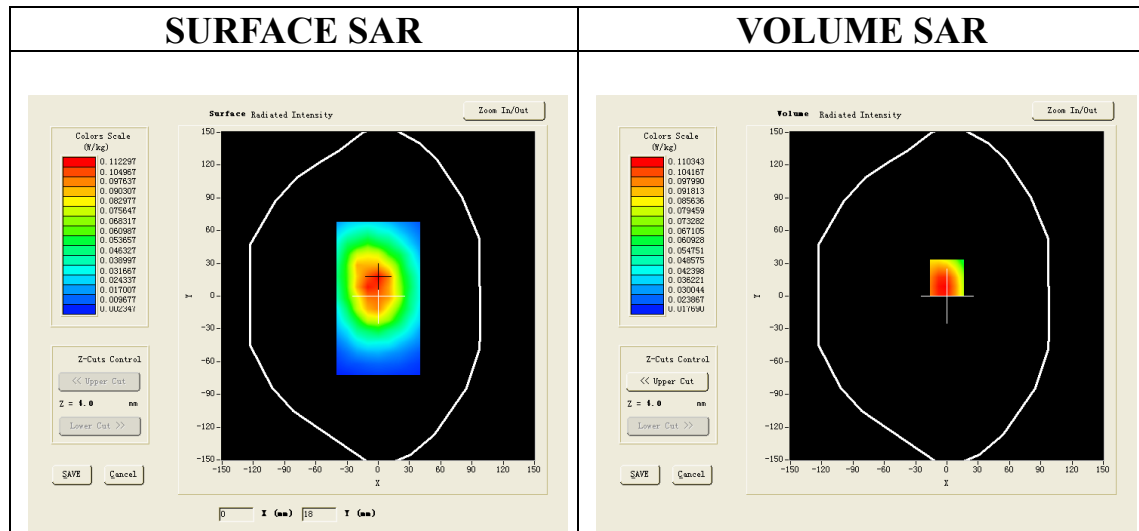 SURFACE SAR
VOLUME SAR
Surface Radiated Intensity
Zoom In/Out
Colors Scale
(W/kg)
0.112297
0.104967
0.097637
0.090307
0.082977
0.075647
0.068317
0.060987
0.053657
0.046327
0.038997
0.031667
0.024337
0.017007
0.009677
0.002347
150
120
90
60
30
0
-30
-60
-90
-120
-150
Y
-150 -120 -90 -60 -30 0 30 60 90 120 150
X
Z-Cuts Control
<< Upper Cut
Z = 4.0 mm
Lower Cut >>
SAVE Cancel
0 X (mm) 18 Y (mm)
Volume Radiated Intensity
Zoom In/Out
Colors Scale
(W/kg)
0.110343
0.104167
0.097990
0.091813
0.085636
0.079459
0.073282
0.067105
0.060928
0.054751
0.048575
0.042398
0.036221
0.030044
0.023867
0.017690
150
120
90
60
30
0
-30
-60
-90
-120
-150
Y
-150 -120 -90 -60 -30 0 30 60 90 120 150
X
Z-Cuts Control
<< Upper Cut
Z = 4.0 mm
Lower Cut >>
SAVE Cancel